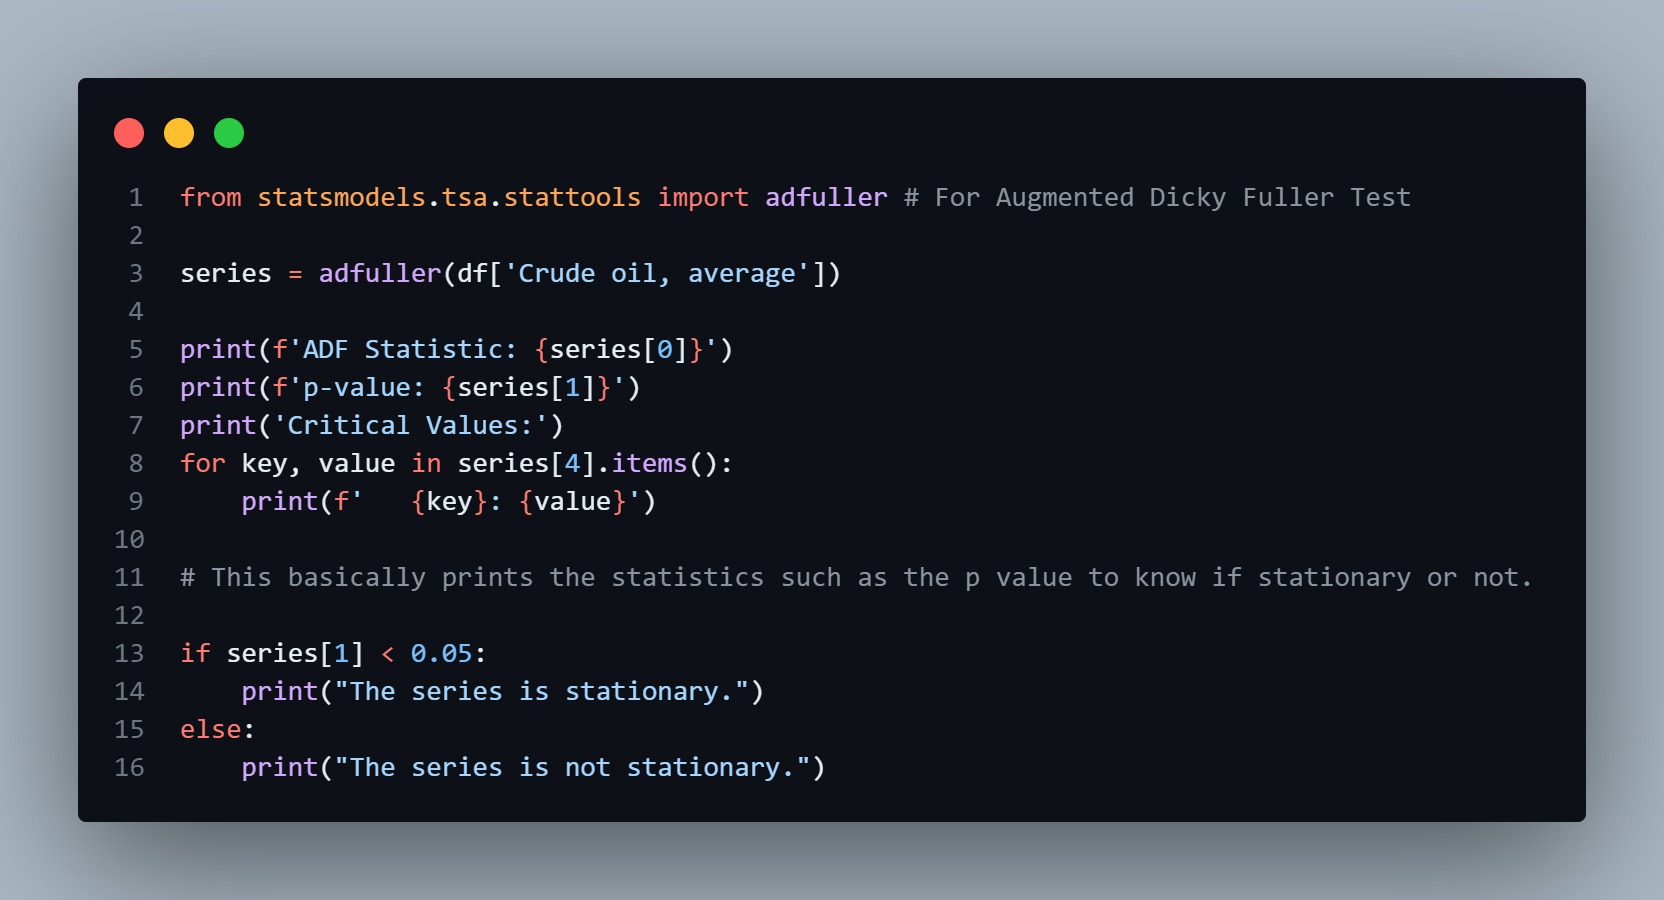 1 from statsmodels.tsa.stattools import adfuller # For Augmented Dicky Fuller Test
2
3 series = adfuller(df['Crude oil, average'])
4
5 print(f'ADF Statistic: {series[0]}')
6 print(f'p-value: {series[1]}')
7 print('Critical Values:')
8 for key, value in series[4].items():
9     print(f'   {key}: {value}')
10
11 # This basically prints the statistics such as the p value to know if stationary or not.
12
13 if series[1] < 0.05:
14     print("The series is stationary.")
15 else:
16     print("The series is not stationary.")